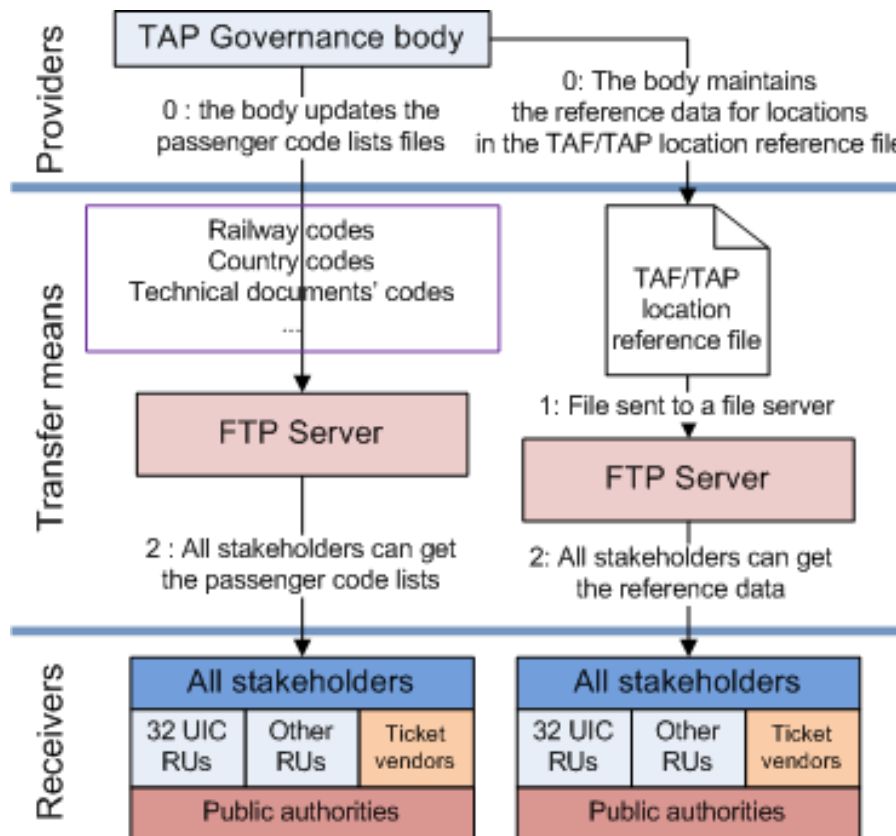 Providers
TAP Governance body
0 : the body updates the
passenger code lists files
0: The body maintains
the reference data for locations
in the TAF/TAP location reference file
Transfer means
Railway codes
Country codes
Technical documents' codes
...
FTP Server
2 : All stakeholders can get
the passenger code lists
TAF/TAP
location
reference file
1: File sent to a file server
FTP Server
2: All stakeholders can get
the reference data
Receivers
All stakeholders
32 UIC
RUs
Other
RUs
Ticket
vendors
Public authorities
All stakeholders
32 UIC
RUs
Other
RUs
Ticket
vendors
Public authorities